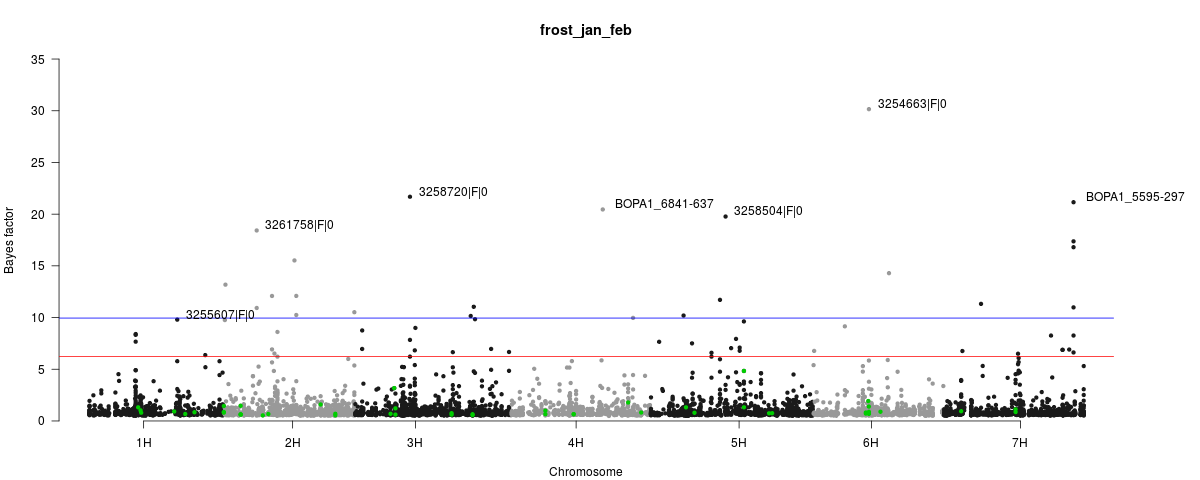 frost_jan_feb
35
30
25
20
15
10
5
0
Bayes factor
3254663|F|0
3258720|F|0
BOPA1_5595-297
BOPA1_6841-637
3258504|F|0
3261758|F|0
3255607|F|0
1H 2H 3H 4H 5H 6H 7H
Chromosome